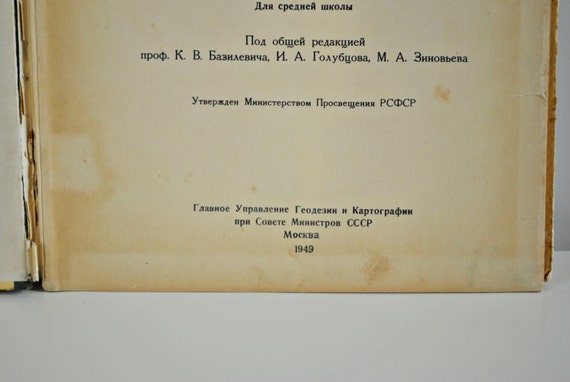 Для средней школы
Под общей редакцией
проф. К. В. Базилевича, И. А. Голубцова, М. А. Зиновьева
Утвержден Министерством Просвещения РСФСР
Главное Управление Геодезии и Картографии
при Совете Министров СССР
Москва
1949